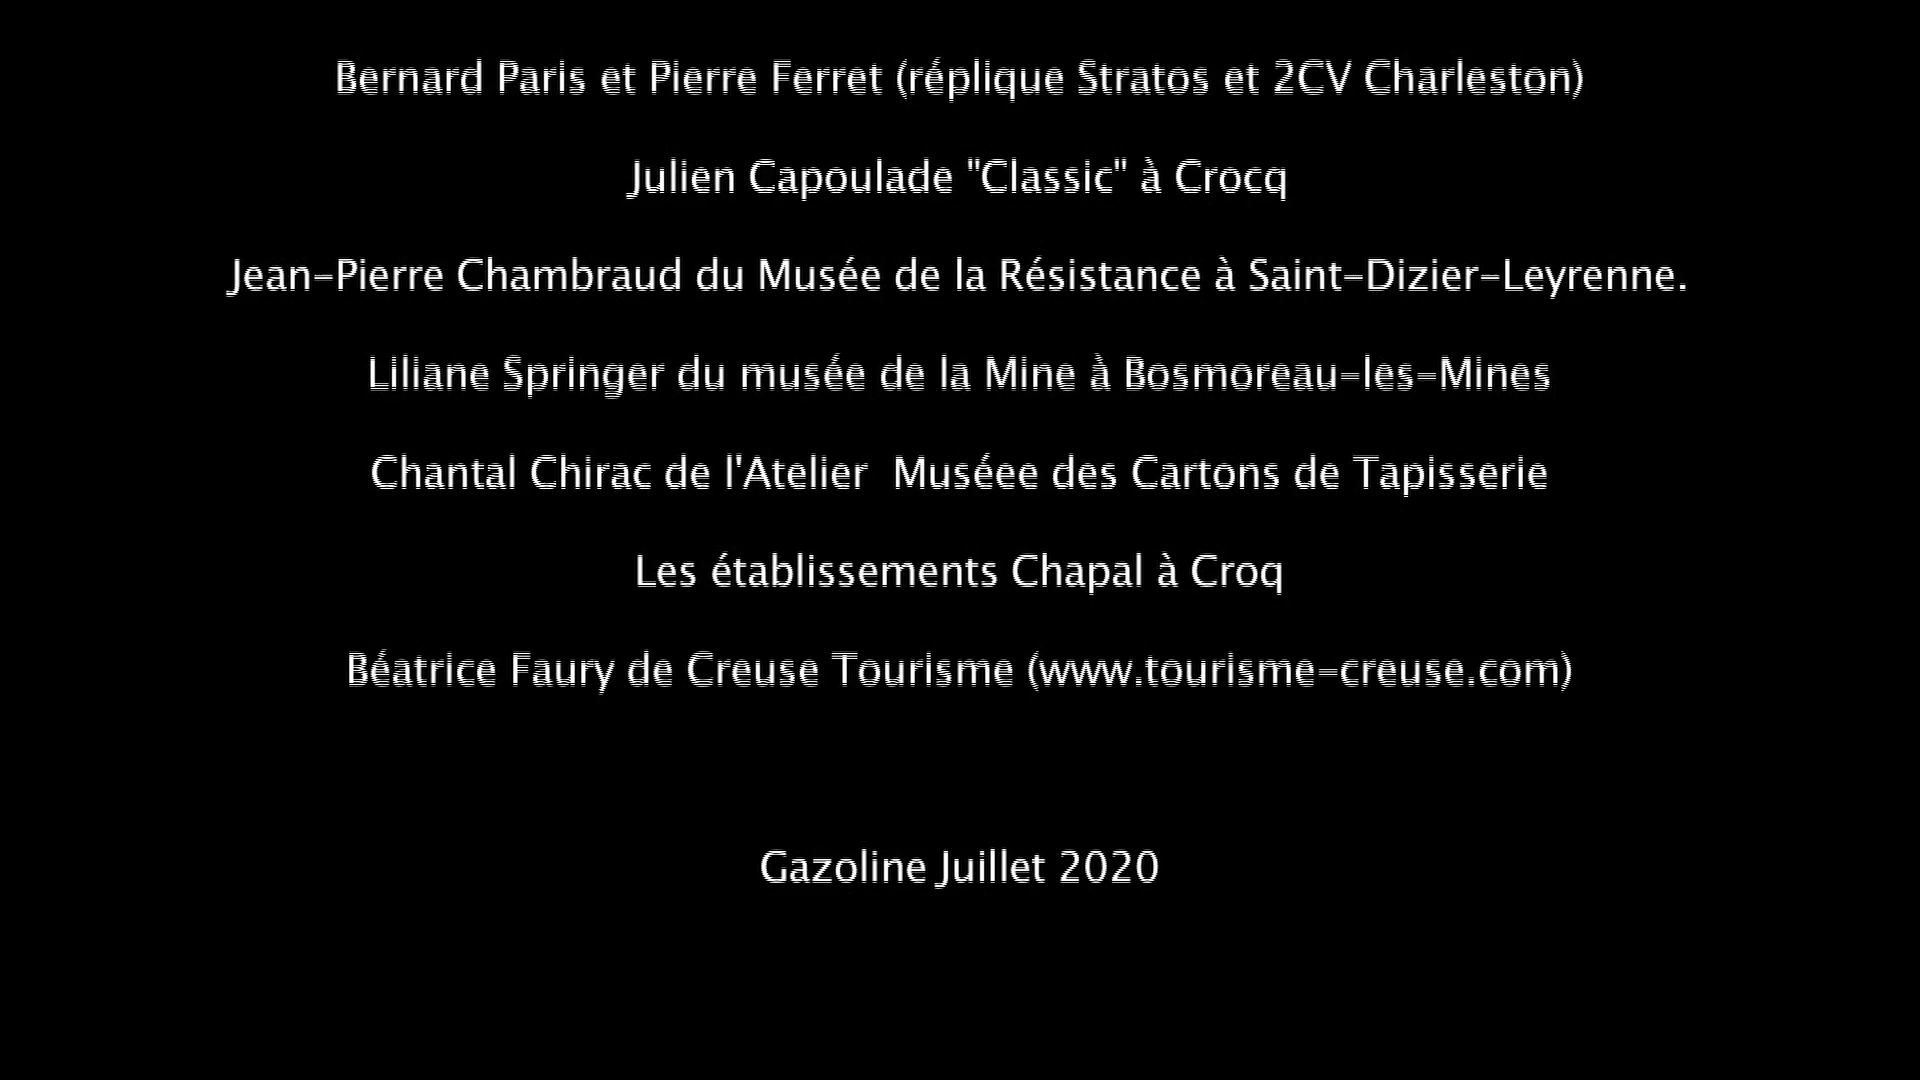 Bernard Paris et Pierre Ferret (réplique Stratos et 2CV Charleston)
Julien Capoulade "Classic" à Crocq
Jean-Pierre Chambraud du Musée de la Résistance à Saint-Dizier-Leyrenne.
Liliane Springer du musée de la Mine à Bosmoreau-les-Mines
Chantal Chirac de l'Atelier  Muséee des Cartons de Tapisserie
Les établissements Chapal à Croq
Béatrice Faury de Creuse Tourisme (www.tourisme-creuse.com)
Gazoline Juillet 2020